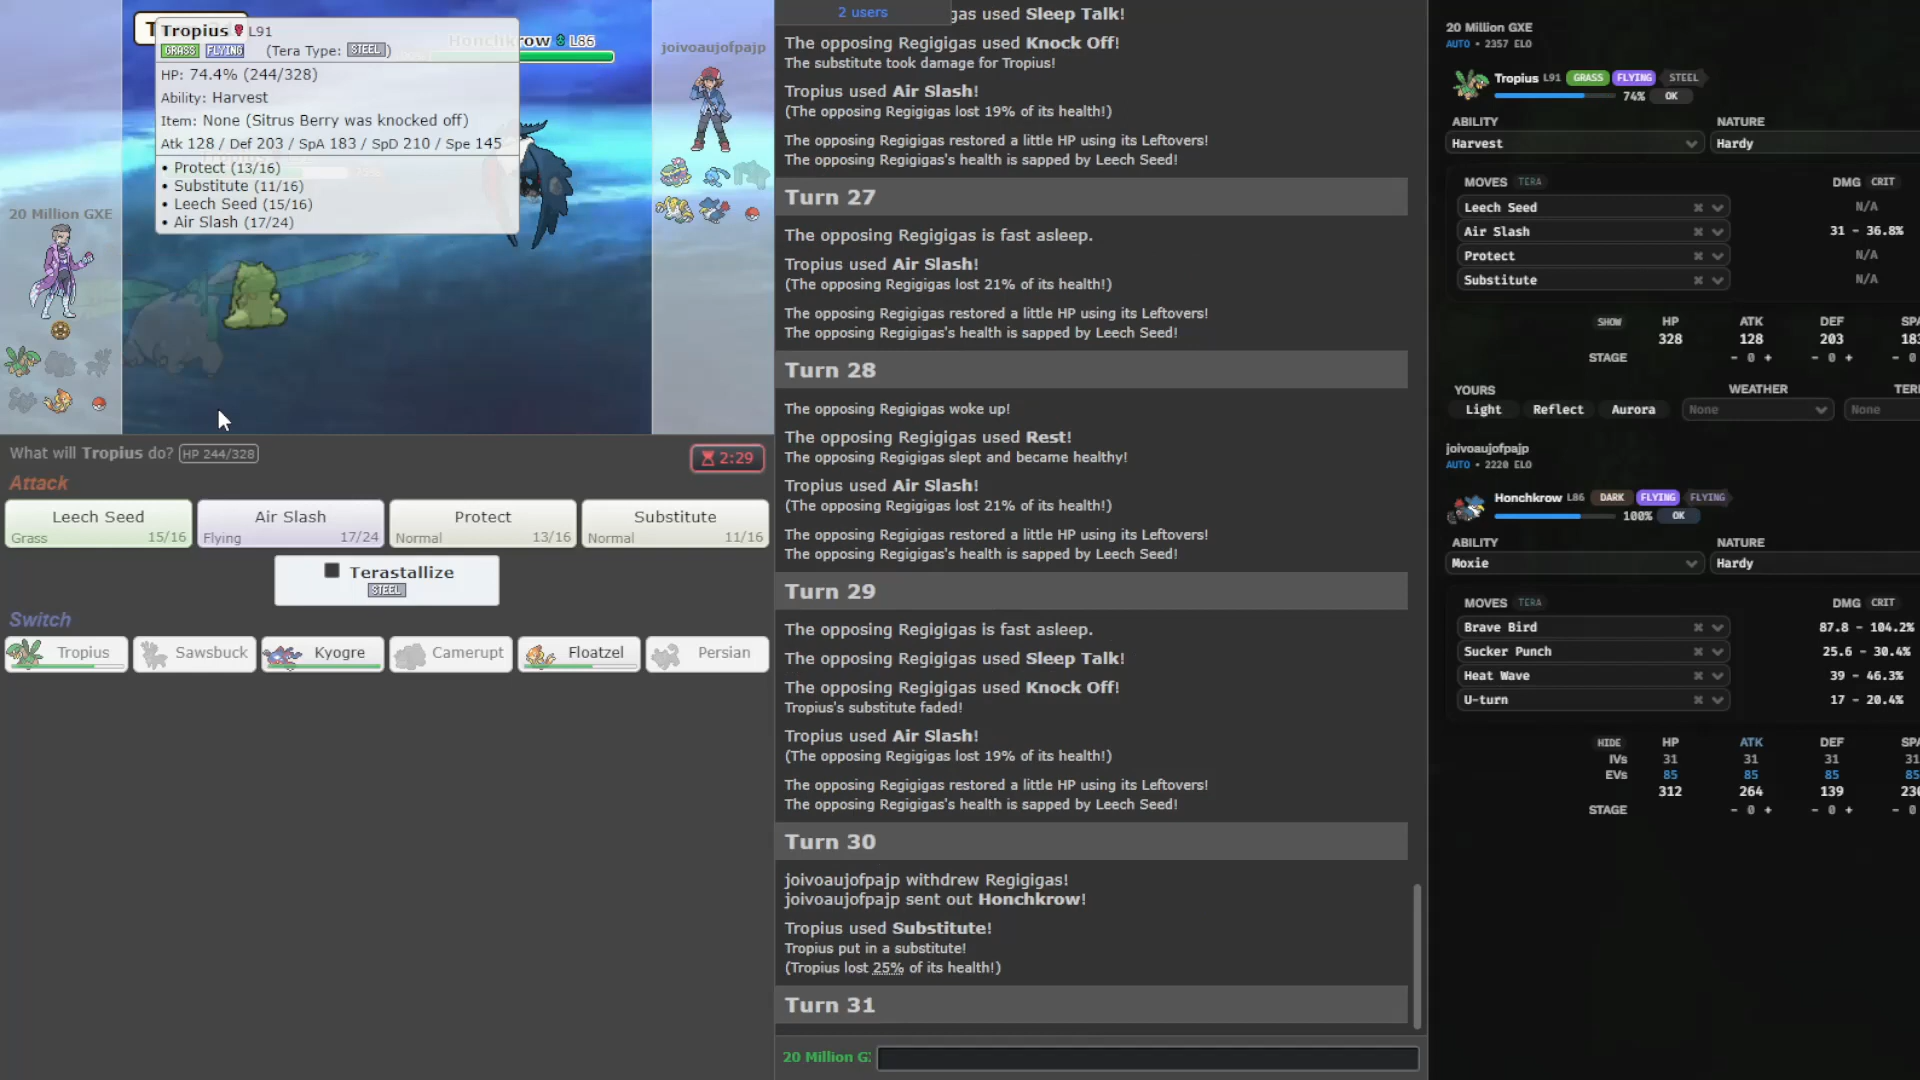 Tropius L91
GRASS FLYING (Tera Type: STEEL)
HP: 74.4% (244/328)
Ability: Harvest
Item: None (Sitrus Berry was knocked off)
Atk 128 / Def 203 / SpA 183 / SpD 210 / Spe 145
• Protect (13/16)
• Substitute (11/16)
• Leech Seed (15/16)
• Air Slash (17/24)
Honchkrow L86
joivoaujofpajp
20 Million GXE
What will Tropius do? HP 244/328
2:29
Attack
Leech Seed
Grass 15/16
Air Slash
Flying 17/24
Protect
Normal 13/16
Substitute
Normal 11/16
Terastallize
STEEL
Switch
Tropius
Sawsbuck
Kyogre
Camerupt
Floatzel
Persian
2 users
gas used Sleep Talk!
The opposing Regigigas used Knock Off!
The substitute took damage for Tropius!
Tropius used Air Slash!
(The opposing Regigigas lost 19% of its health!)
The opposing Regigigas restored a little HP using its Leftovers!
The opposing Regigigas's health is sapped by Leech Seed!
Turn 27
The opposing Regigigas is fast asleep.
Tropius used Air Slash!
(The opposing Regigigas lost 21% of its health!)
The opposing Regigigas restored a little HP using its Leftovers!
The opposing Regigigas's health is sapped by Leech Seed!
Turn 28
The opposing Regigigas woke up!
The opposing Regigigas used Rest!
The opposing Regigigas slept and became healthy!
Tropius used Air Slash!
(The opposing Regigigas lost 21% of its health!)
The opposing Regigigas restored a little HP using its Leftovers!
The opposing Regigigas's health is sapped by Leech Seed!
Turn 29
The opposing Regigigas is fast asleep.
The opposing Regigigas used Sleep Talk!
The opposing Regigigas used Knock Off!
Tropius's substitute faded!
Tropius used Air Slash!
(The opposing Regigigas lost 19% of its health!)
The opposing Regigigas restored a little HP using its Leftovers!
The opposing Regigigas's health is sapped by Leech Seed!
Turn 30
joivoaujofpajp withdrew Regigigas!
joivoaujofpajp sent out Honchkrow!
Tropius used Substitute!
Tropius put in a substitute!
(Tropius lost 25% of its health!)
Turn 31
20 Million G
20 Million GXE
AUTO • 2357 ELO
Tropius L91 GRASS FLYING STEEL
74% OK
ABILITY NATURE
Harvest Hardy
MOVES TERA DMG CRIT
Leech Seed N/A
Air Slash 31 - 36.8%
Protect N/A
Substitute N/A
SHOW HP ATK DEF SPA
328 128 203 183
STAGE - 0 + - 0 + - 0
YOURS WEATHER TER
Light Reflect Aurora None None
joivoaujofpajp
AUTO • 2220 ELO
Honchkrow L86 DARK FLYING FLYING
100% OK
ABILITY NATURE
Moxie Hardy
MOVES TERA DMG CRIT
Brave Bird 87.8 - 104.2%
Sucker Punch 25.6 - 30.4%
Heat Wave 39 - 46.3%
U-turn 17 - 20.4%
HIDE HP ATK DEF SPA
IVs 31 31 31 31
EVs 85 85 85 85
312 264 139 230
STAGE - 0 + - 0 + - 0